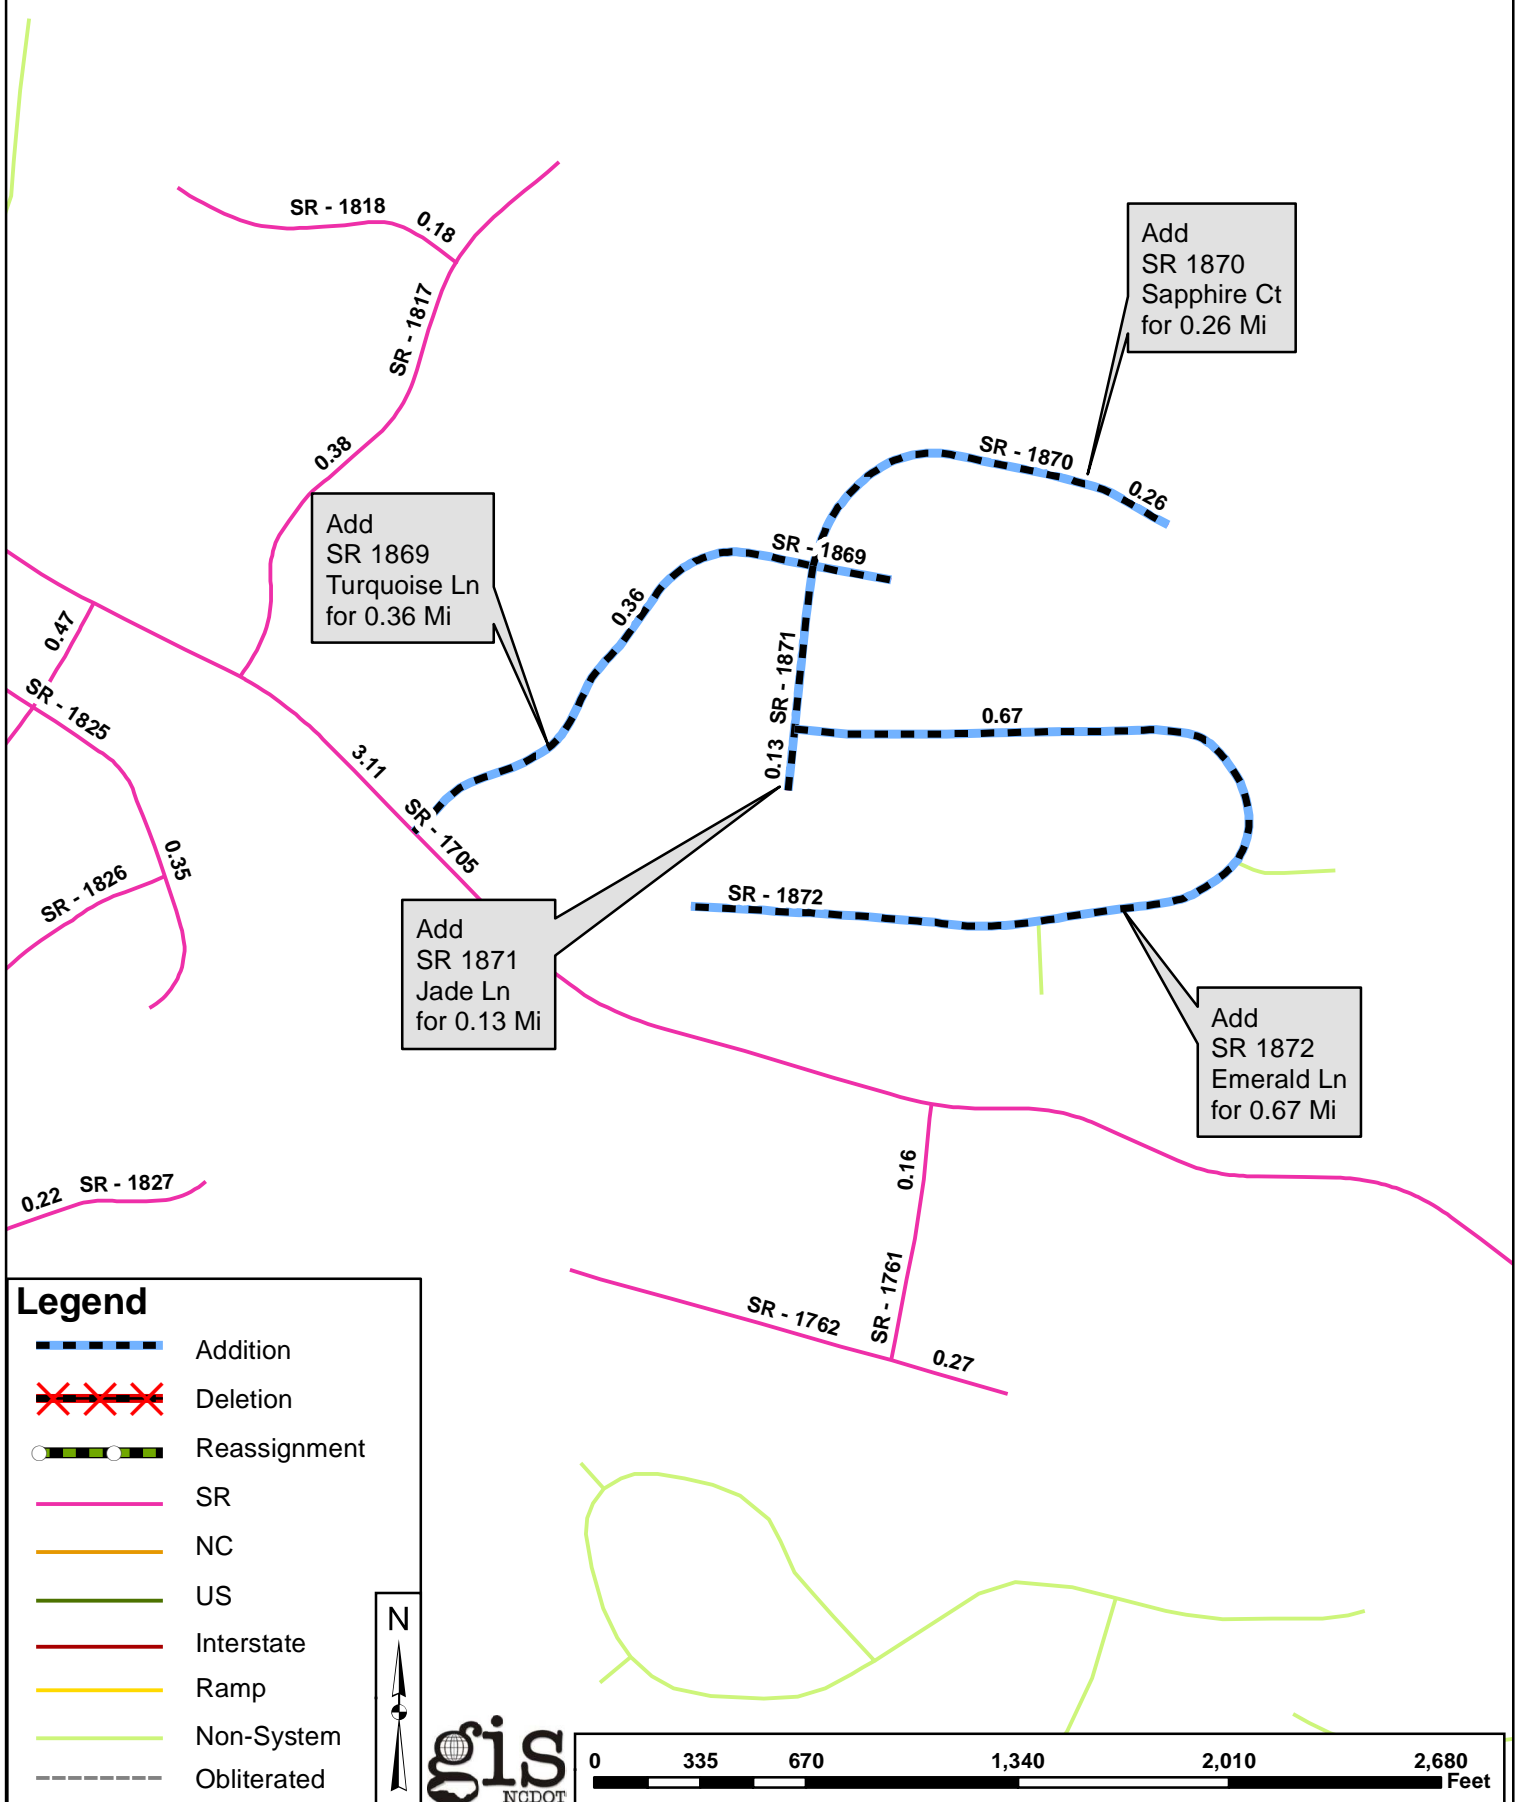 SR - 1818
0.18
SR - 1817
0.38
Add
SR 1870
Sapphire Ct
for 0.26 Mi
SR - 1870
0.26
Add
SR 1869
Turquoise Ln
for 0.36 Mi
SR - 1869
0.36
0.47
SR - 1825
SR - 1871
0.13
0.67
3.11
SR - 1705
0.35
SR - 1826
SR - 1872
Add
SR 1871
Jade Ln
for 0.13 Mi
Add
SR 1872
Emerald Ln
for 0.67 Mi
0.16
SR - 1761
0.22
SR - 1827
SR - 1762
0.27
Legend
Addition
Deletion
Reassignment
SR
NC
US
Interstate
Ramp
Non-System
Obliterated
N
gis
NCDOT
0 335 670 1,340 2,010 2,680
Feet